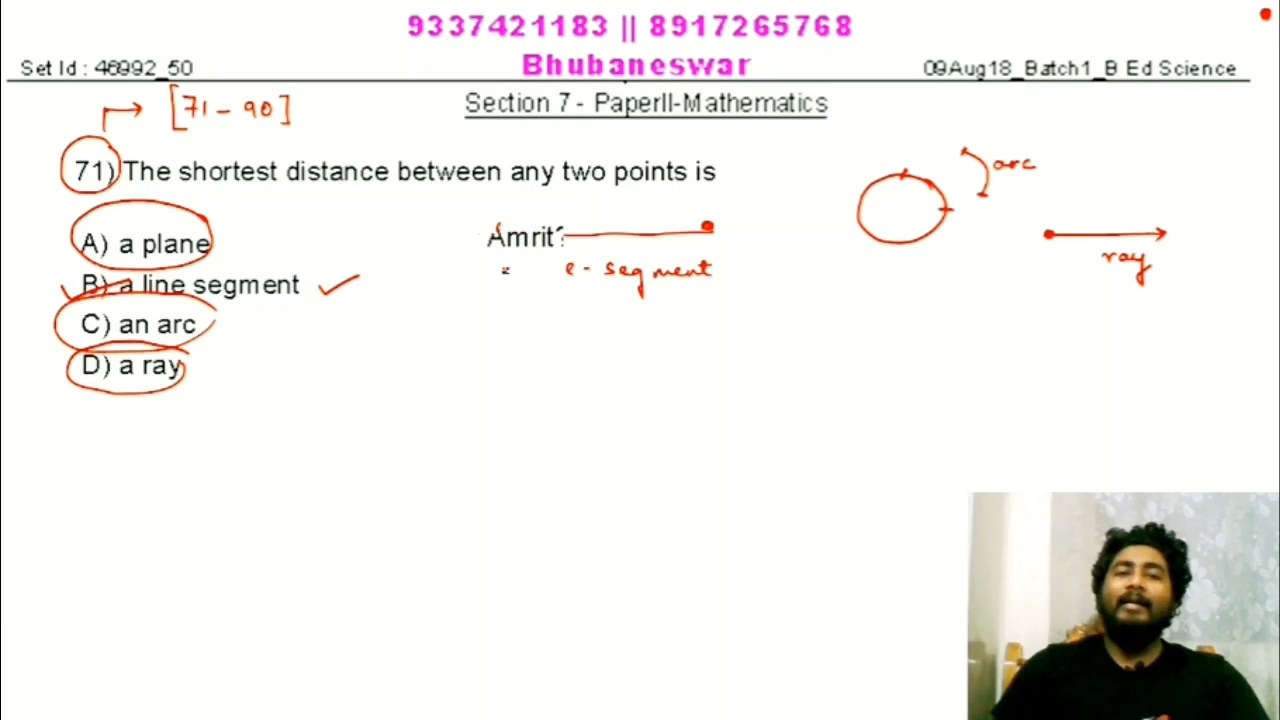 9337421183 || 8917265768
Bhubaneswar
Set Id : 46992_50
09Aug18_Batch1_B Ed Science
Section 7 - PaperII-Mathematics
[71-90]
71) The shortest distance between any two points is
A) a plane
B) a line segment
C) an arc
D) a ray
Amrit
e-segment
arc
ray